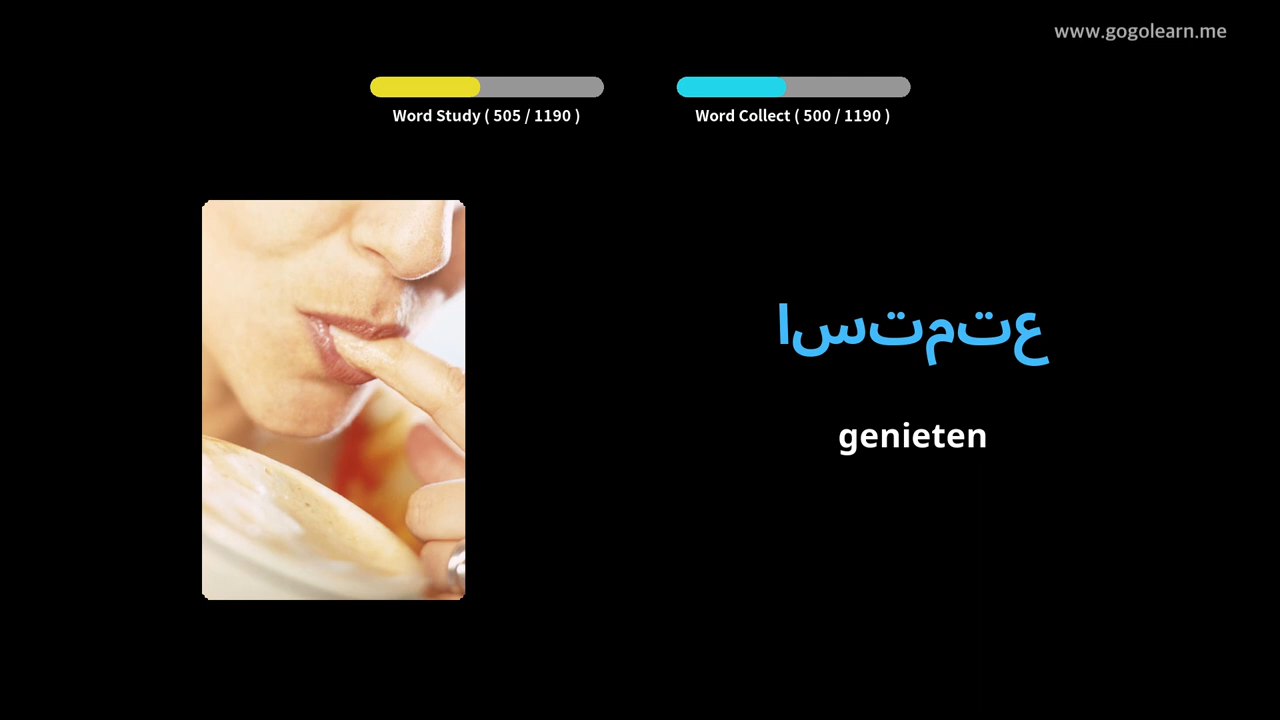 www.gogolearn.me
Word Study ( 505 / 1190 )
Word Collect ( 500 / 1190 )
استمتع
genieten